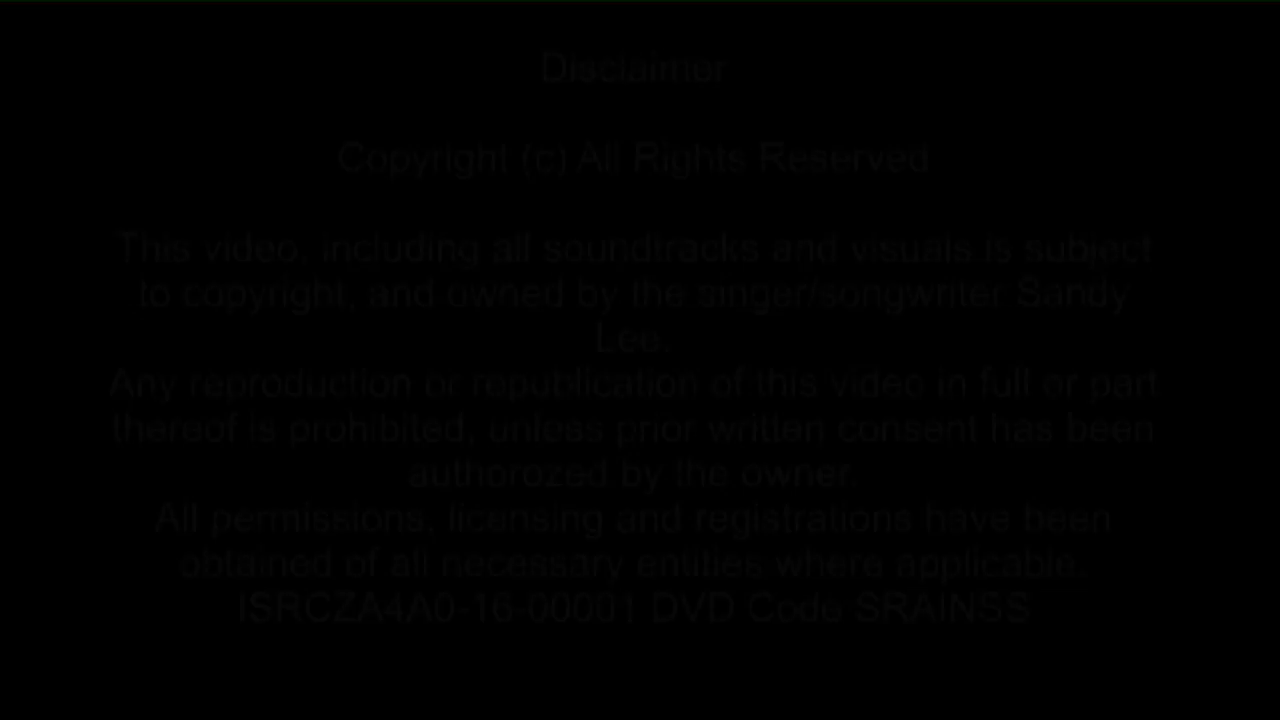 Disclaimer
Copyright (c) All Rights Reserved
This video, including all soundtracks and visuals is subject
to copyright, and owned by the singer/songwriter Sandy
Lee.
Any reproduction or republication of this video in full or part
thereof is prohibited, unless prior written consent has been
authorozed by the owner.
All permissions, licensing and registrations have been
obtained of all necessary entities where applicable.
ISRCZA4A0-16-00001 DVD Code SRAINSS